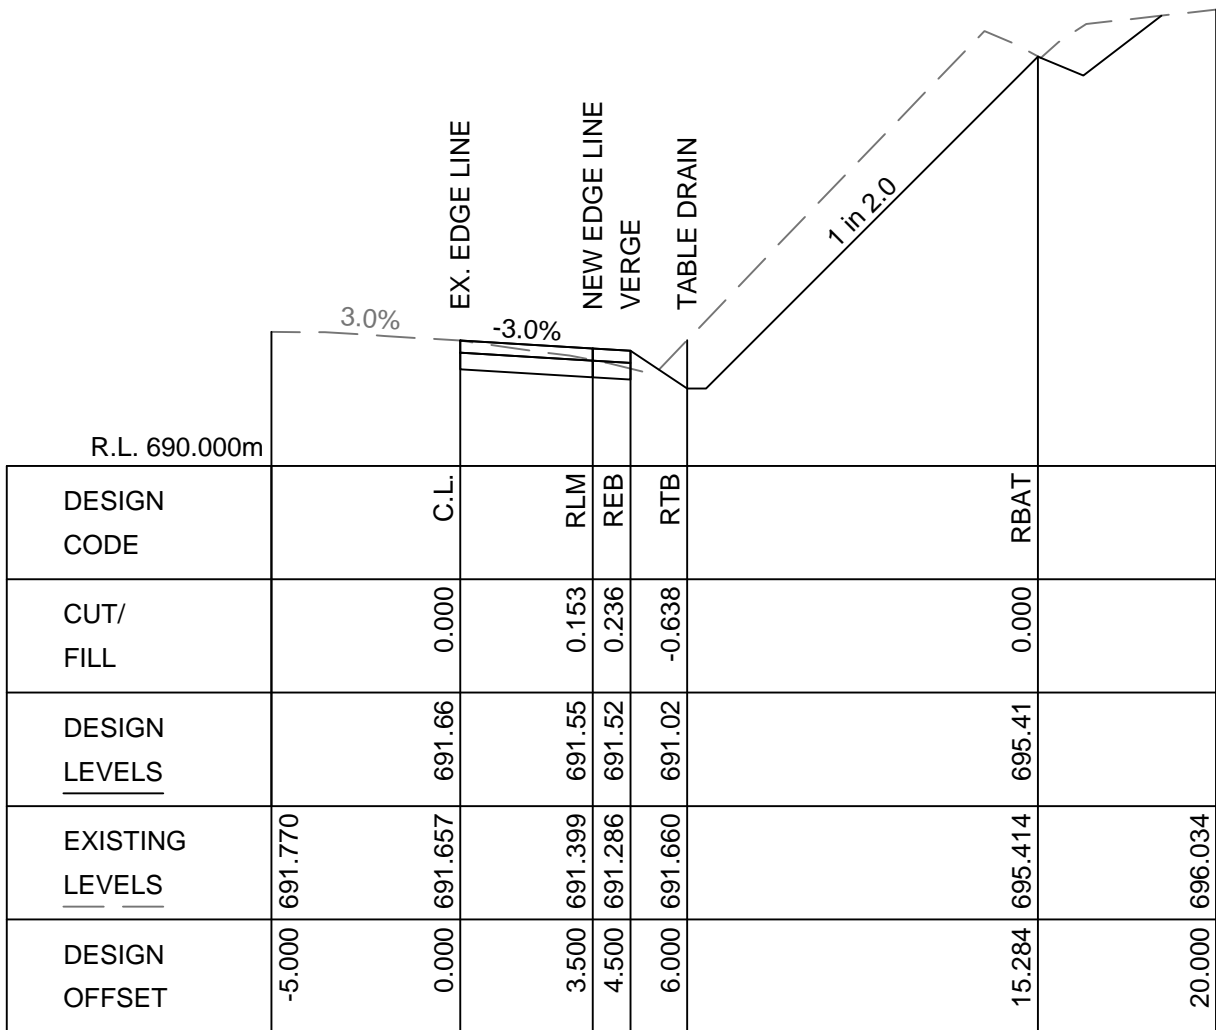 EX. EDGE LINE
NEW EDGE LINE
VERGE
TABLE DRAIN
3.0%
-3.0%
1 in 2.0
R.L. 690.000m
DESIGN
CODE
C.L.
RLM
REB
RTB
RBAT
CUT/
FILL
0.000
0.153
0.236
-0.638
0.000
DESIGN
LEVELS
691.66
691.55
691.52
691.02
695.41
EXISTING
LEVELS
691.770
691.657
691.399
691.286
691.660
695.414
696.034
DESIGN
OFFSET
-5.000
0.000
3.500
4.500
6.000
15.284
20.000